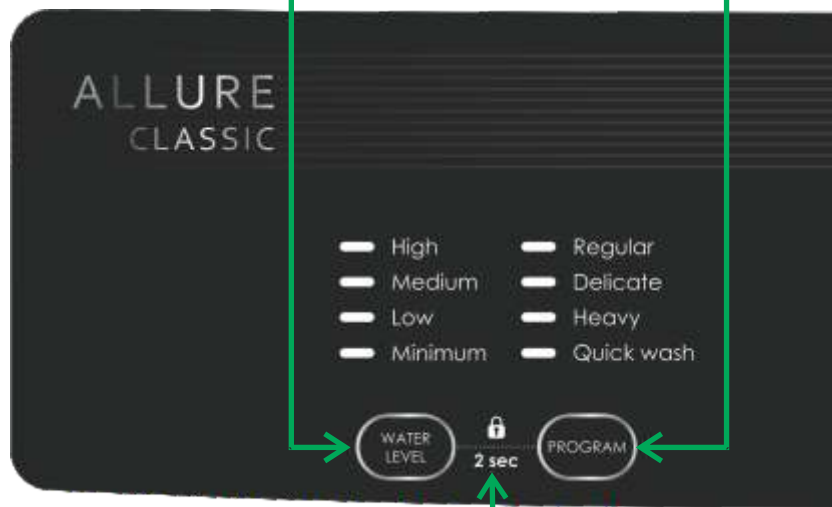 ALLURE
CLASSIC
High
Medium
Low
Minimum
Regular
Delicate
Heavy
Quick wash
WATER
LEVEL
2 sec
PROGRAM